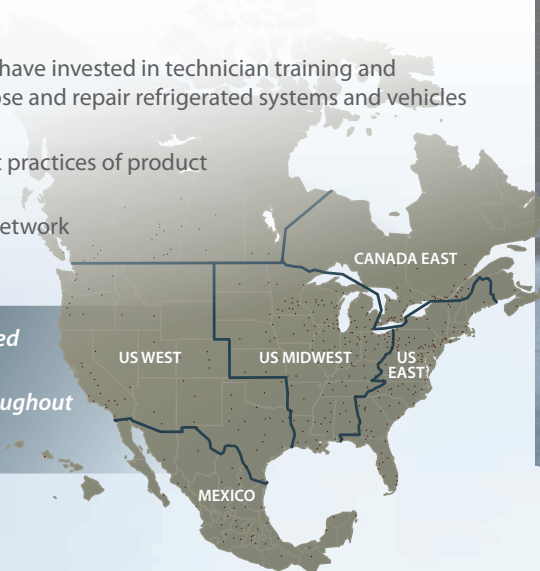 have invested in technician training and
ose and repair refrigerated systems and vehicles
t practices of product
etwork
ed
ughout
CANADA EAST
US WEST
US MIDWEST
US
EAST
MEXICO